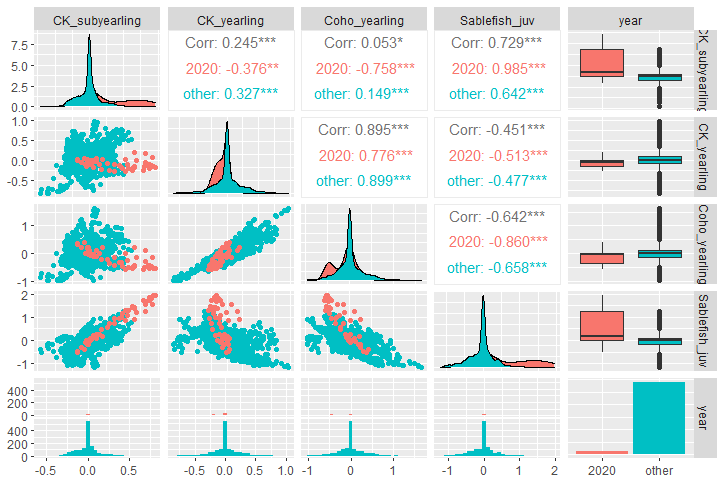 CK_subyearling CK_yearling Coho_yearling Sablefish_juv year
7.5
5.0
2.5
0.0
Corr: 0.245***
2020: -0.376**
other: 0.327***
Corr: 0.053*
2020: -0.758***
other: 0.149***
Corr: 0.729***
2020: 0.985***
other: 0.642***
CK_subyearling
1.0
0.5
0.0
-0.5
Corr: 0.895***
2020: 0.776***
other: 0.899***
Corr: -0.451***
2020: -0.513***
other: -0.477***
CK_yearling
1
0
-1
Corr: -0.642***
2020: -0.860***
other: -0.658***
Coho_yearling
2
1
0
-1
Sablefish_juv
400
200
0
400
200
0
year
-0.5 0.0 0.5
-0.5 0.0 0.5 1.0
-1 0 1
-1 0 1 2
2020 other